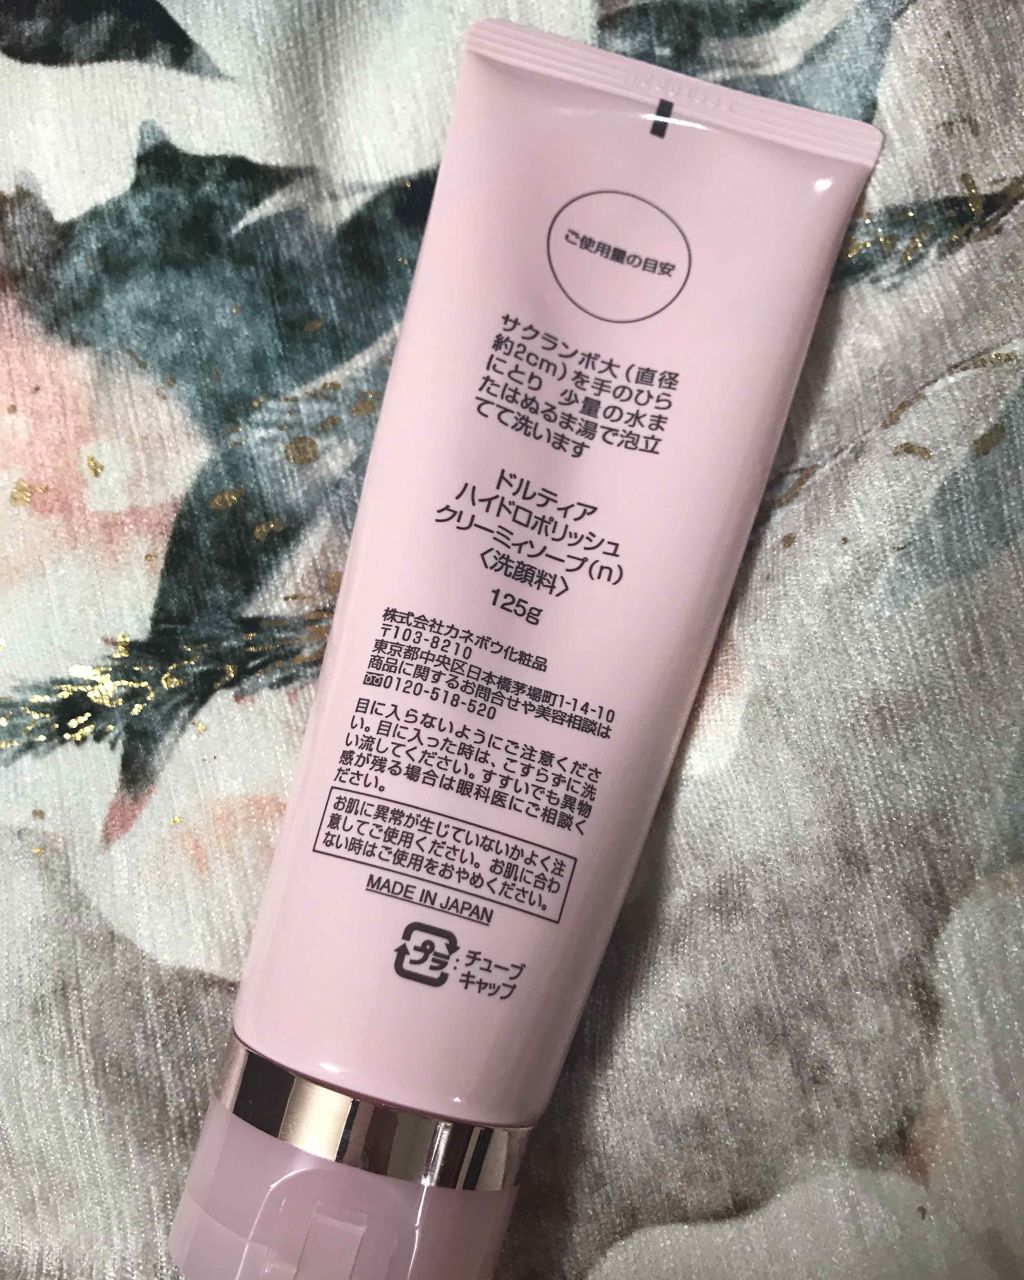 ご使用量の目安
サクランボ大(直径
約2cm)を手のひら
にとり 少量の水ま
たはぬるま湯で泡立
てて洗います
ドルティア
ハイドロポリッシュ
クリーミィソープ(n)
〈洗顔料〉
125g
株式会社カネボウ化粧品
〒103-8210
東京都中央区日本橋茅場町1-14-10
商品に関するお問合せや美容相談は
0120-518-520
目に入らないようにご注意くださ
い。目に入った時は、こすらずに洗
い流してください。すすいでも異物
感が残る場合は眼科医にご相談く
ださい。
お肌に異常が生じていないかよく注
意してご使用ください。お肌に合わ
ない時はご使用をおやめください。
MADE IN JAPAN
プラ:チューブ
キャップ